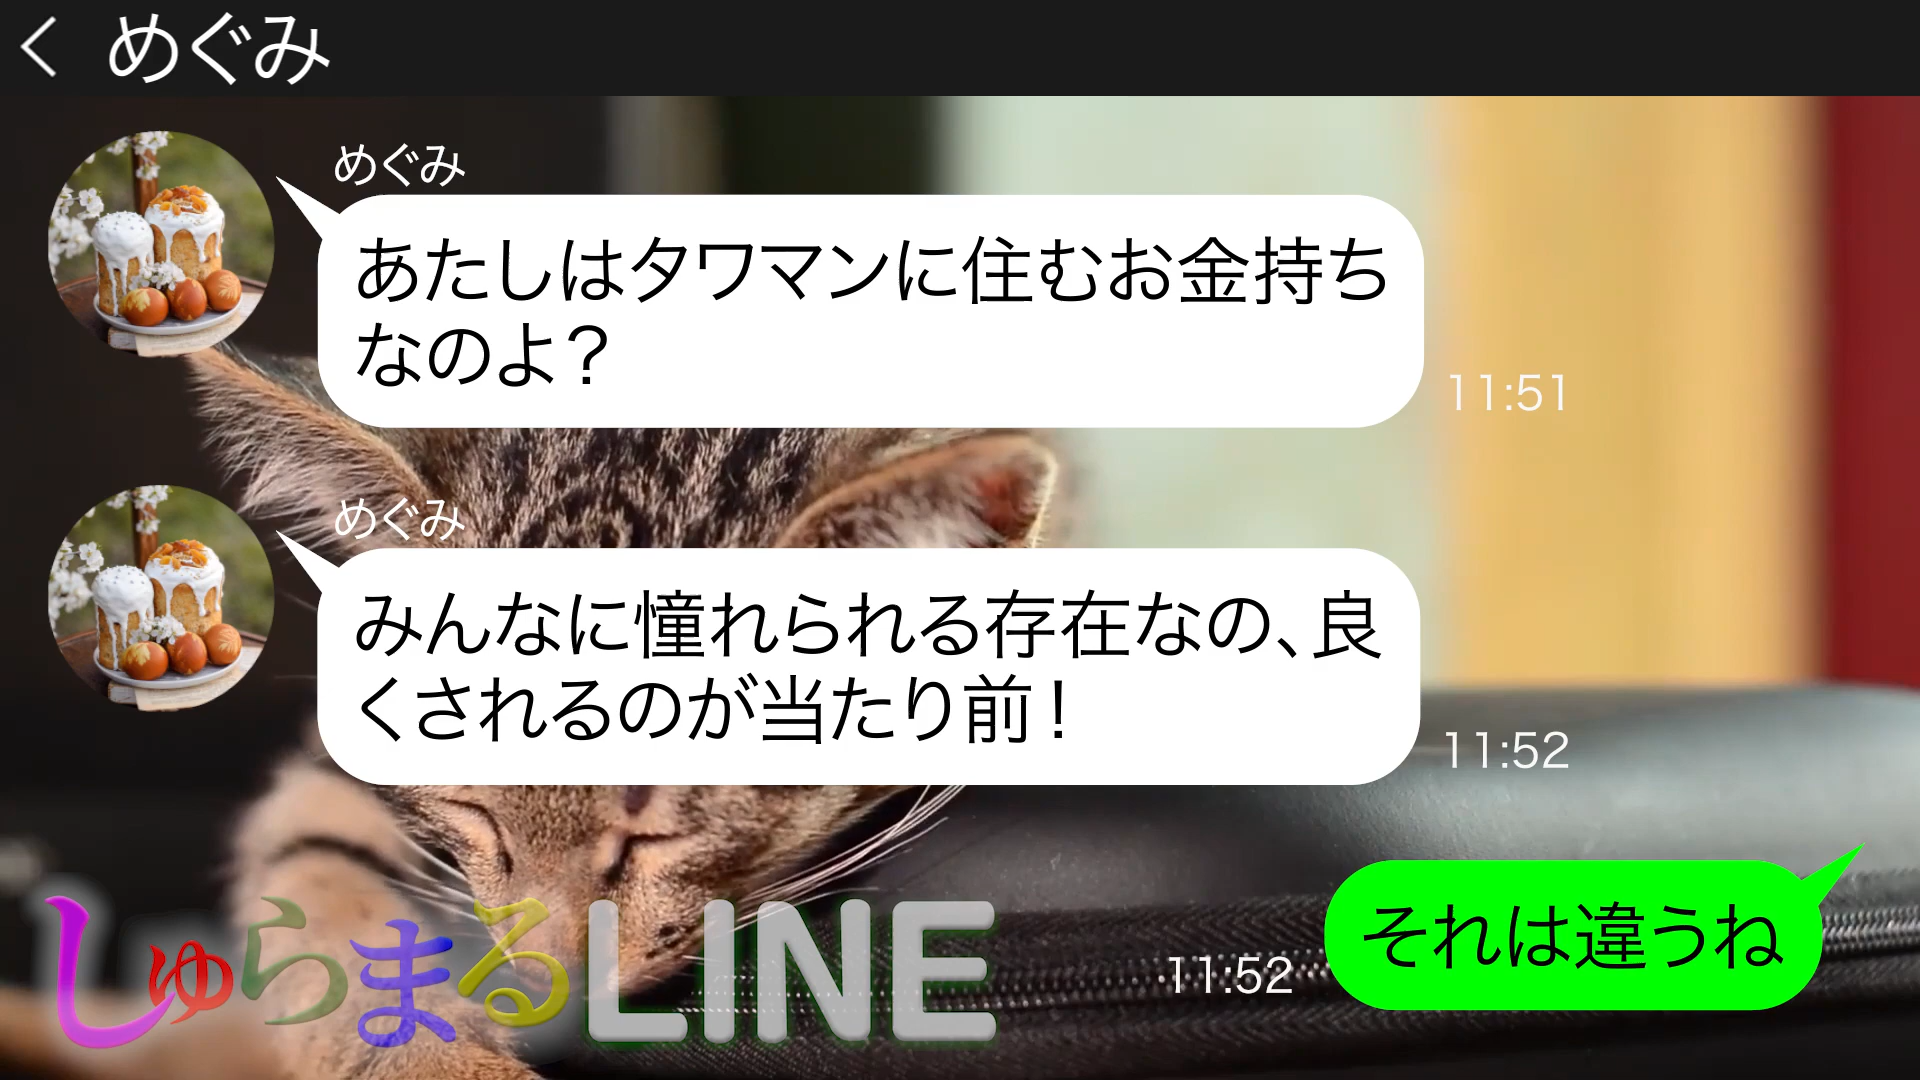 めぐみ
めぐみ
あたしはタワマンに住むお金持ち
なのよ？
11:51
めぐみ
みんなに憧れられる存在なの、良
くされるのが当たり前！
11:52
それは違うね
11:52
しゅらまるLINE